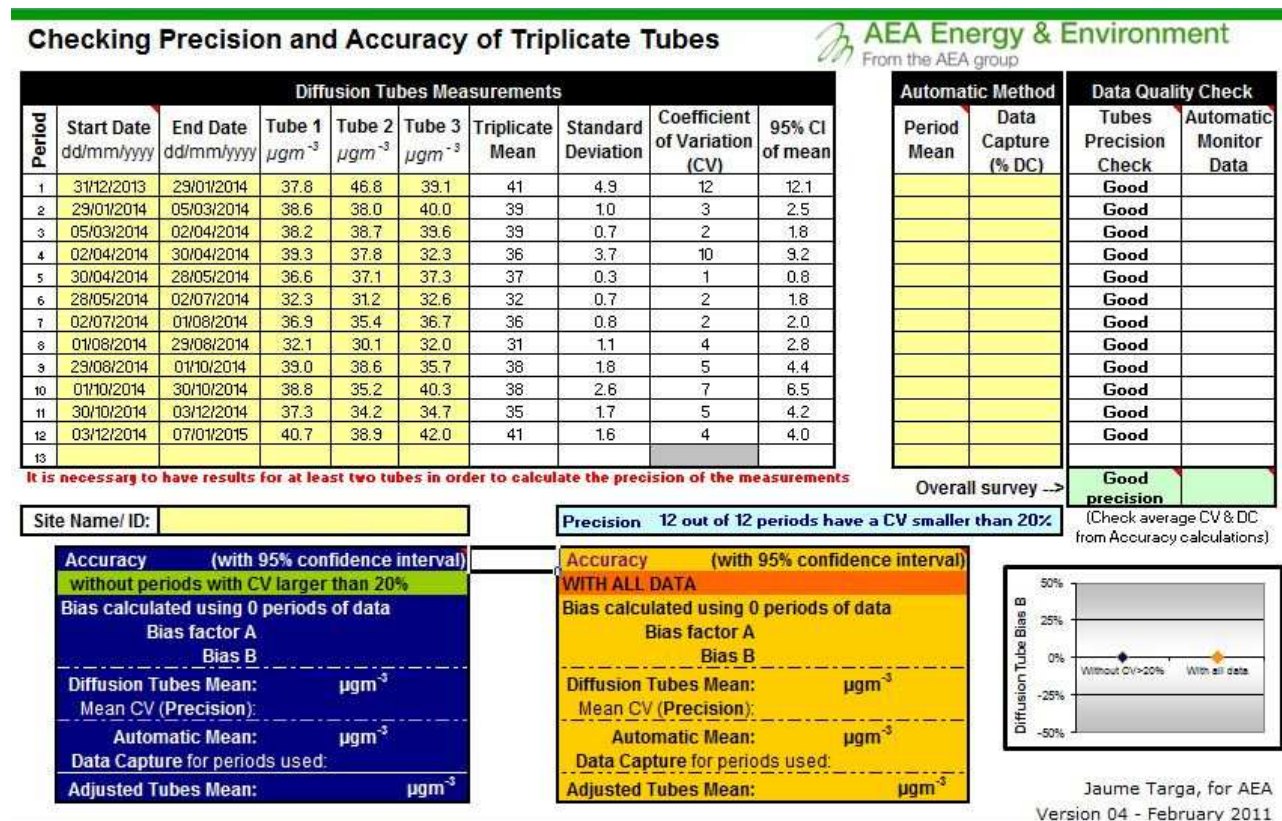 Checking Precision and Accuracy of Triplicate Tubes
AEA Energy & Environment
From the AEA group
Diffusion Tubes Measurements
Period Start Date dd/mm/yyyy End Date dd/mm/yyyy Tube 1 µgm-3 Tube 2 µgm-3 Tube 3 µgm-3 Triplicate Mean Standard Deviation Coefficient of Variation (CV) 95% CI of mean
1 31/12/2013 29/01/2014 37.8 46.8 39.1 41 4.9 12 12.1
2 29/01/2014 05/03/2014 38.6 38.0 40.0 39 1.0 3 2.5
3 05/03/2014 02/04/2014 38.2 38.7 39.6 39 0.7 2 1.8
4 02/04/2014 30/04/2014 39.3 37.8 32.3 36 3.7 10 9.2
5 30/04/2014 28/05/2014 36.6 37.1 37.3 37 0.3 1 0.8
6 28/05/2014 02/07/2014 32.3 31.2 32.6 32 0.7 2 1.8
7 02/07/2014 01/08/2014 36.9 35.4 36.7 36 0.8 2 2.0
8 01/08/2014 29/08/2014 32.1 30.1 32.0 31 1.1 4 2.8
9 29/08/2014 01/10/2014 39.0 38.6 35.7 38 1.8 5 4.4
10 01/10/2014 30/10/2014 38.8 35.2 40.3 38 2.6 7 6.5
11 30/10/2014 03/12/2014 37.3 34.2 34.7 35 1.7 5 4.2
12 03/12/2014 07/01/2015 40.7 38.9 42.0 41 1.6 4 4.0
13
It is necessary to have results for at least two tubes in order to calculate the precision of the measurements
Automatic Method
Period Mean Data Capture (% DC)
Data Quality Check
Tubes Precision Check Automatic Monitor Data
Good
Good
Good
Good
Good
Good
Good
Good
Good
Good
Good
Good
Overall survey --> Good precision
(Check average CV & DC
from Accuracy calculations)
Site Name/ ID:
Precision 12 out of 12 periods have a CV smaller than 20%
Accuracy (with 95% confidence interval)
without periods with CV larger than 20%
Bias calculated using 0 periods of data
Bias factor A
Bias B
Diffusion Tubes Mean: µgm-3
Mean CV (Precision):
Automatic Mean: µgm-3
Data Capture for periods used:
Adjusted Tubes Mean: µgm-3
Accuracy (with 95% confidence interval)
WITH ALL DATA
Bias calculated using 0 periods of data
Bias factor A
Bias B
Diffusion Tubes Mean: µgm-3
Mean CV (Precision):
Automatic Mean: µgm-3
Data Capture for periods used:
Adjusted Tubes Mean: µgm-3
Diffusion Tube Bias B
50%
25%
0%
-25%
-50%
Without CV>20% With all data
Jaume Targa, for AEA
Version 04 - February 2011